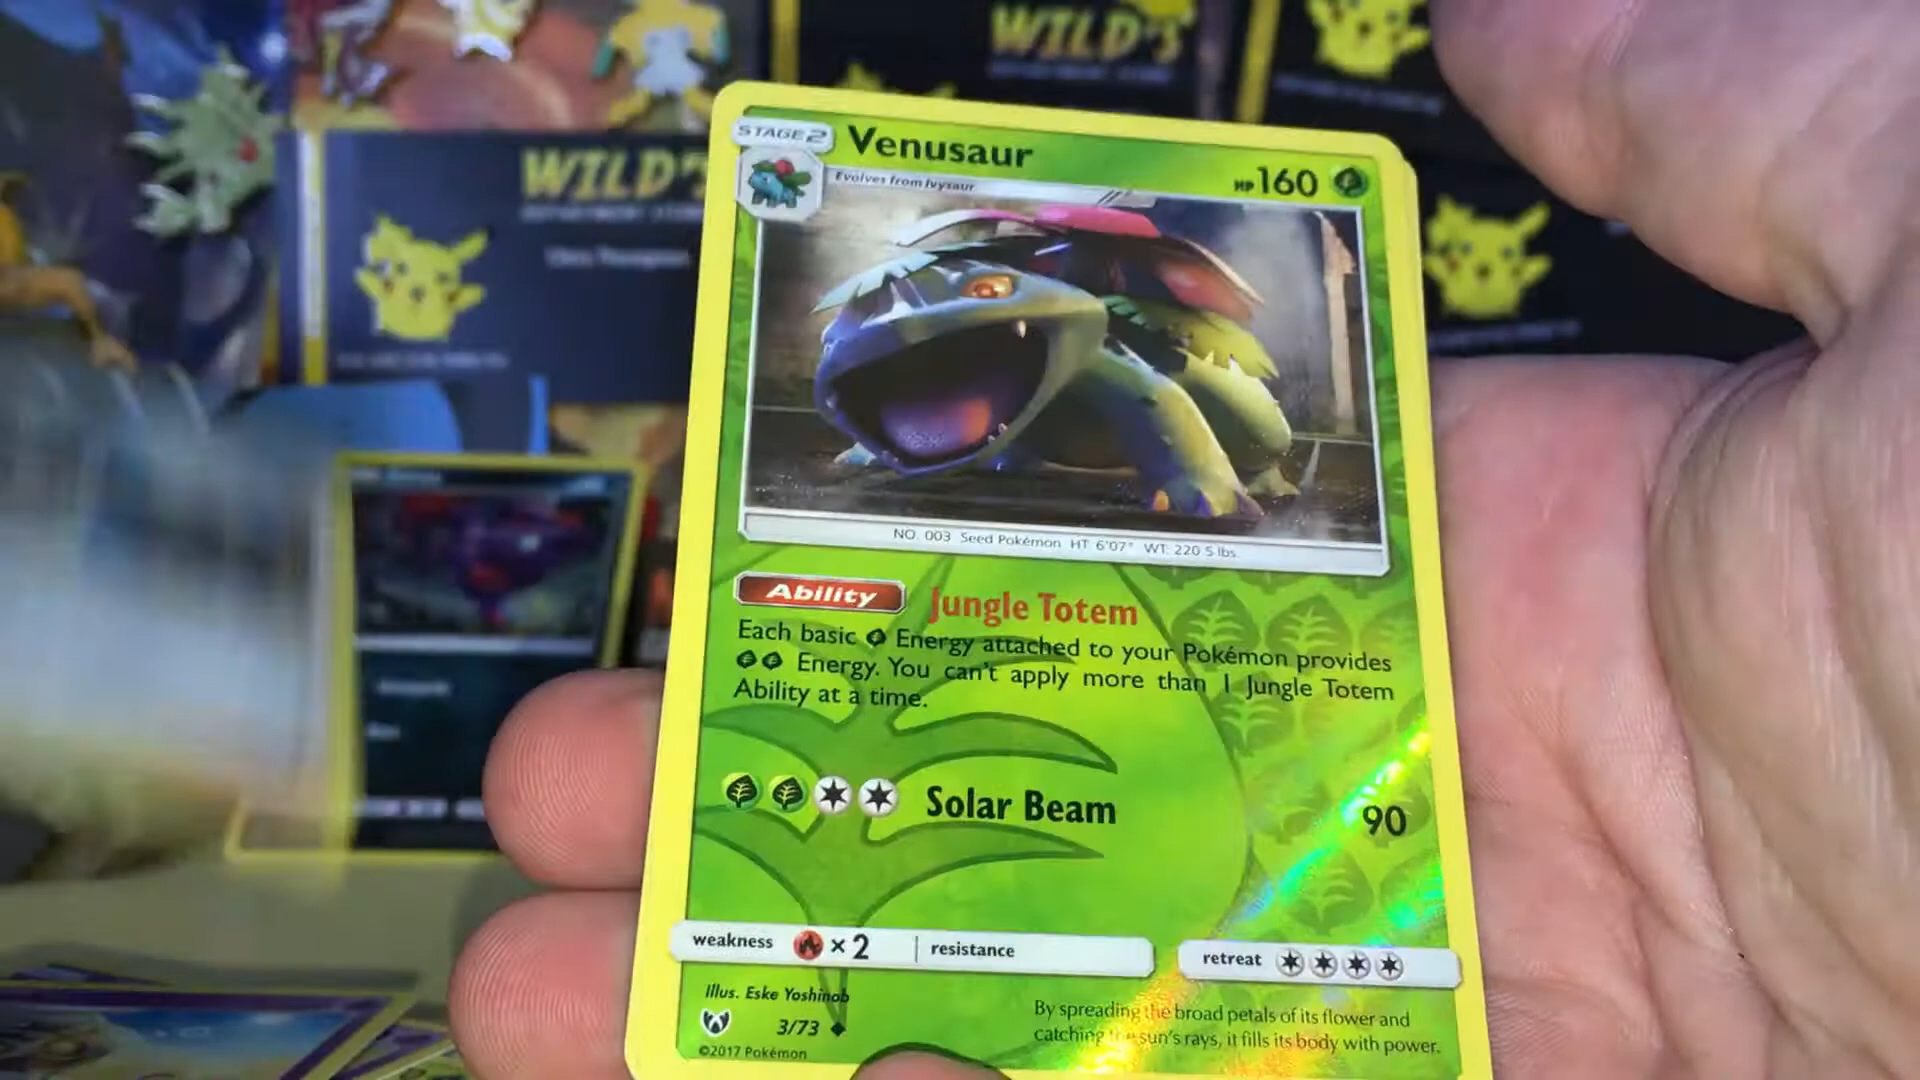 WILD'S
WILD'S
STAGE 2
Venusaur
HP 160
Evolves from Ivysaur
NO. 003 Seed Pokémon HT 6'07" WT: 220.5 lbs.
Ability
Jungle Totem
Each basic Energy attached to your Pokémon provides
Energy. You can't apply more than 1 Jungle Totem
Ability at a time.
Solar Beam
90
weakness × 2 resistance
retreat
Illus. Eske Yoshinob
3/73
©2017 Pokémon
By spreading the broad petals of its flower and
catching the sun's rays, it fills its body with power.